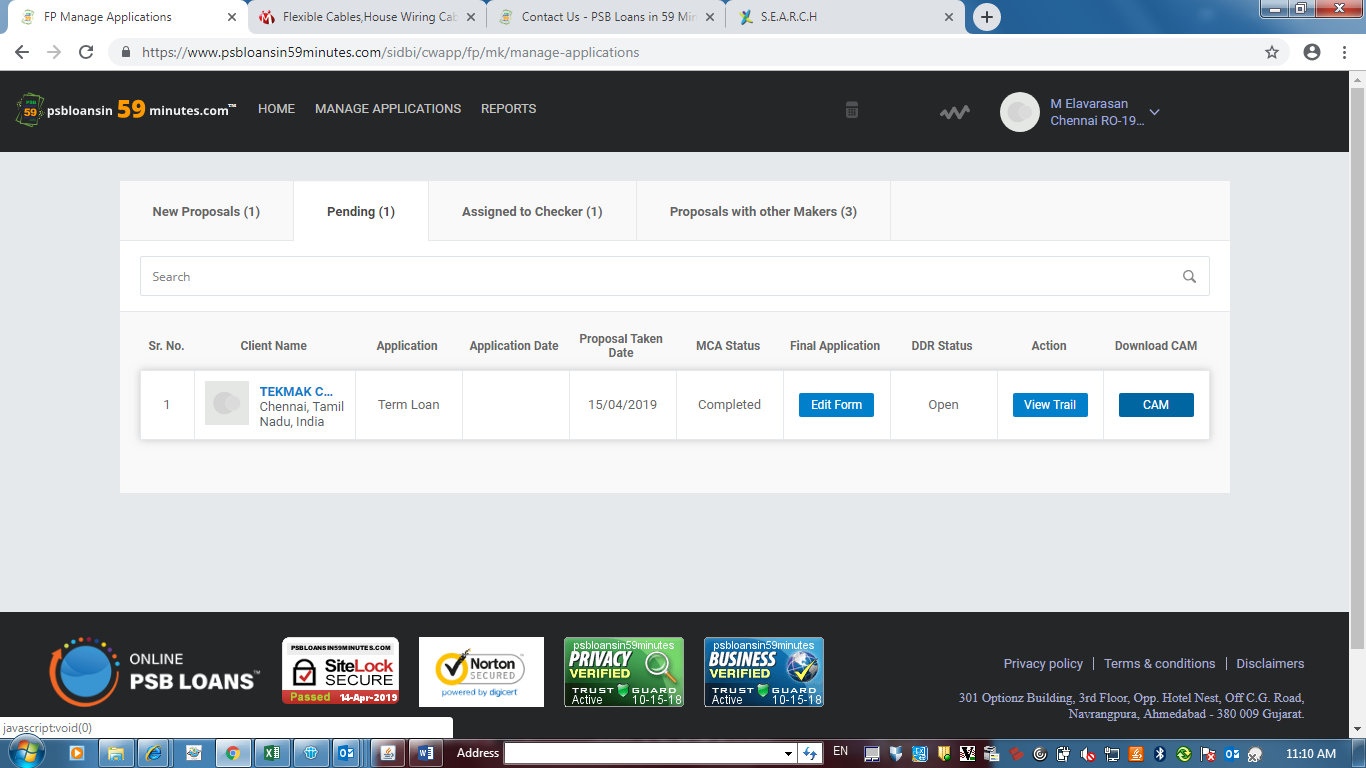 FP Manage Applications
Flexible Cables,House Wiring Cab
Contact Us - PSB Loans in 59 Min
S.E.A.R.C.H
https://www.psbloansin59minutes.com/sidbi/cwapp/fp/mk/manage-applications
PSB
59
psbloansin 59 minutes.com™
HOME
MANAGE APPLICATIONS
REPORTS
M Elavarasan
Chennai RO-19...
New Proposals (1)
Pending (1)
Assigned to Checker (1)
Proposals with other Makers (3)
Search
Sr. No.
Client Name
Application
Application Date
Proposal Taken
Date
MCA Status
Final Application
DDR Status
Action
Download CAM
1
TEKMAK C...
Chennai, Tamil
Nadu, India
Term Loan
15/04/2019
Completed
Edit Form
Open
View Trail
CAM
ONLINE
PSB LOANS™
PSBLOANSIN59MINUTES.COM
SiteLock
SECURE
Passed 14-Apr-2019
Norton
SECURED
powered by digicert
psbloansin59minutes
PRIVACY
VERIFIED
TRUST GUARD
Active 10-15-18
psbloansin59minutes
BUSINESS
VERIFIED
TRUST GUARD
Active 10-15-18
Privacy policy
Terms & conditions
Disclaimers
301 Optionz Building, 3rd Floor, Opp. Hotel Nest, Off C.G. Road,
Navrangpura, Ahmedabad - 380 009 Gujarat.
javascript:void(0)
Address
EN
11:10 AM